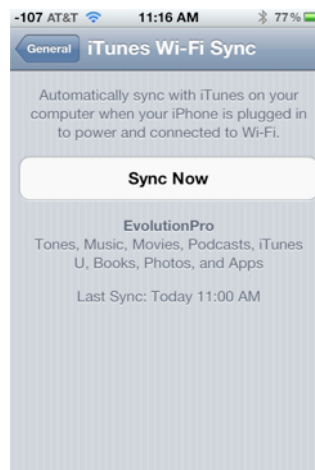 -107 AT&T 11:16 AM 77%
General iTunes Wi-Fi Sync
Automatically sync with iTunes on your
computer when your iPhone is plugged in
to power and connected to Wi-Fi.
Sync Now
EvolutionPro
Tones, Music, Movies, Podcasts, iTunes
U, Books, Photos, and Apps
Last Sync: Today 11:00 AM